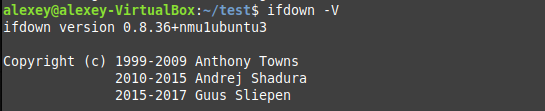 alexey@alexey-VirtualBox:~/test$ ifdown -V
ifdown version 0.8.36+nmu1ubuntu3
Copyright (c) 1999-2009 Anthony Towns
2010-2015 Andrej Shadura
2015-2017 Guus Sliepen